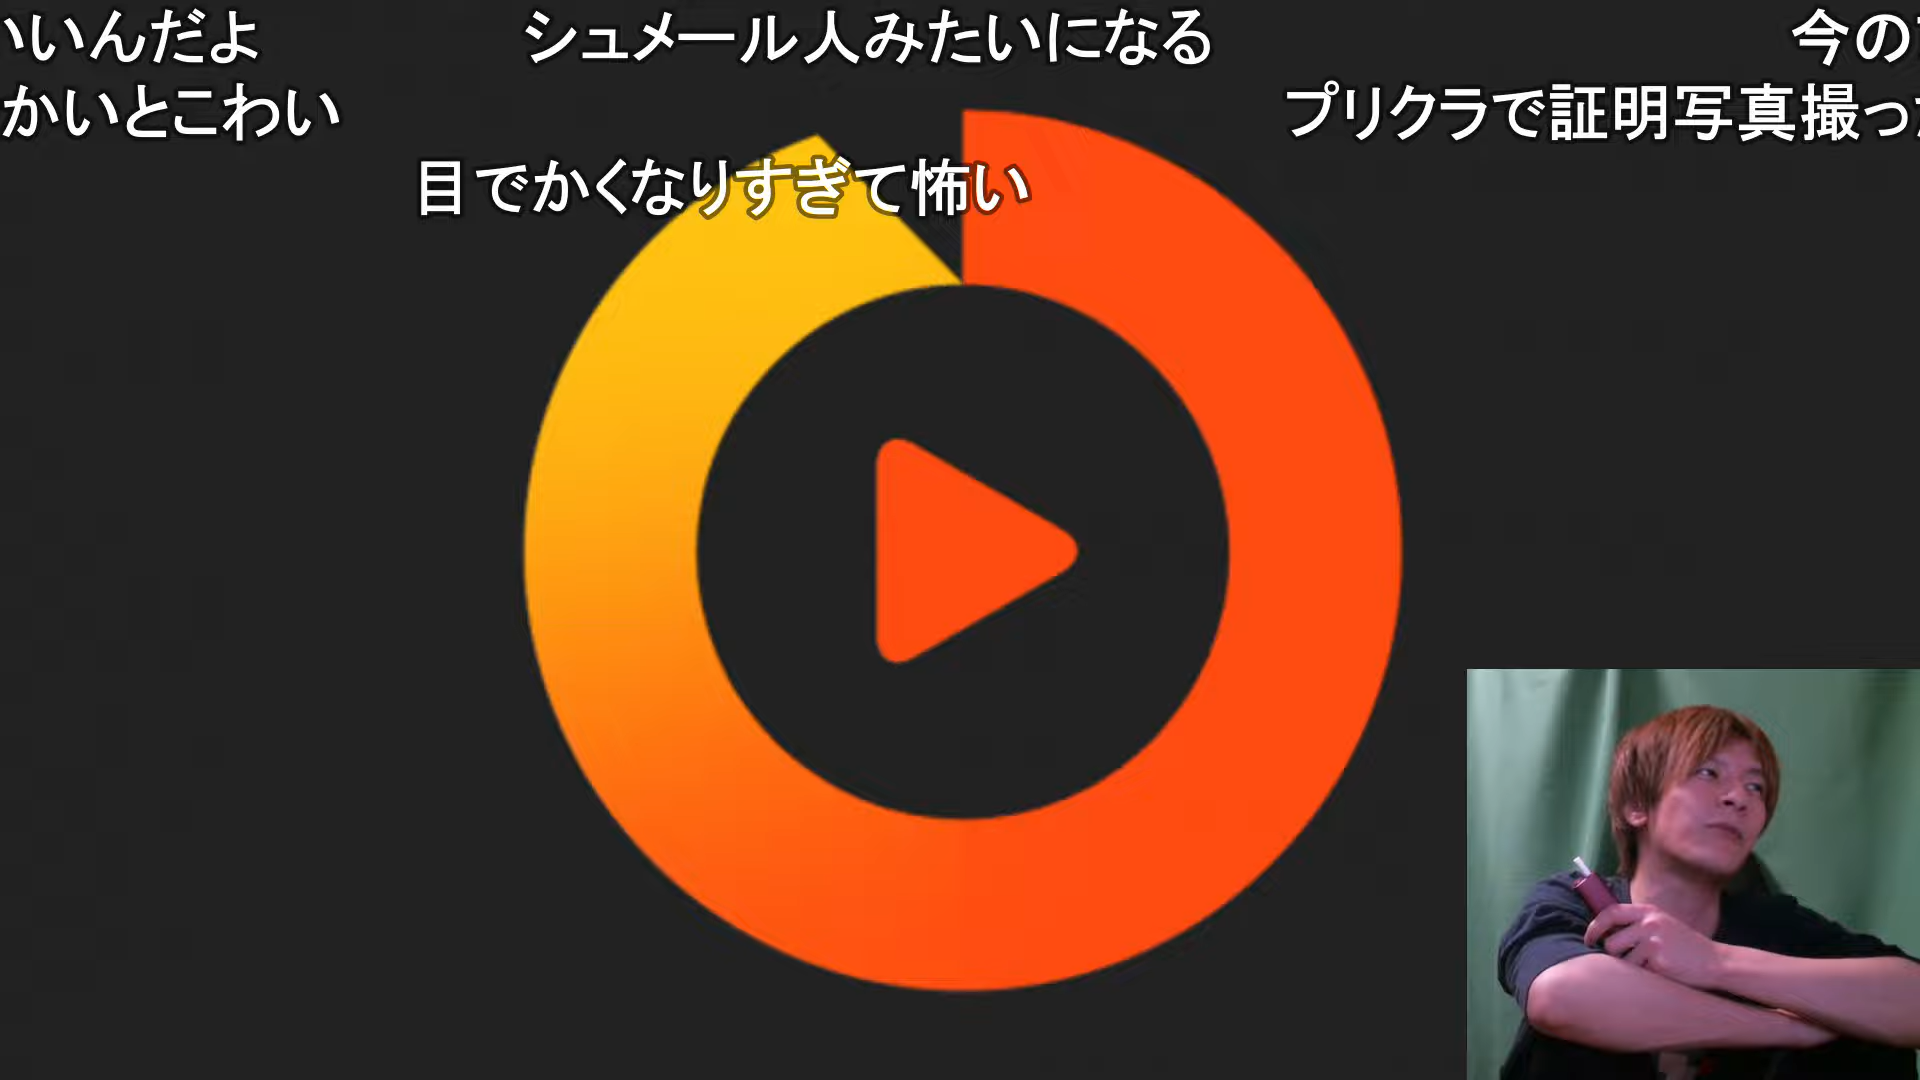 いいんだよ
シュメール人みたいになる
今の
かいとこわい
プリクラで証明写真撮っ
目でかくなりすぎて怖い